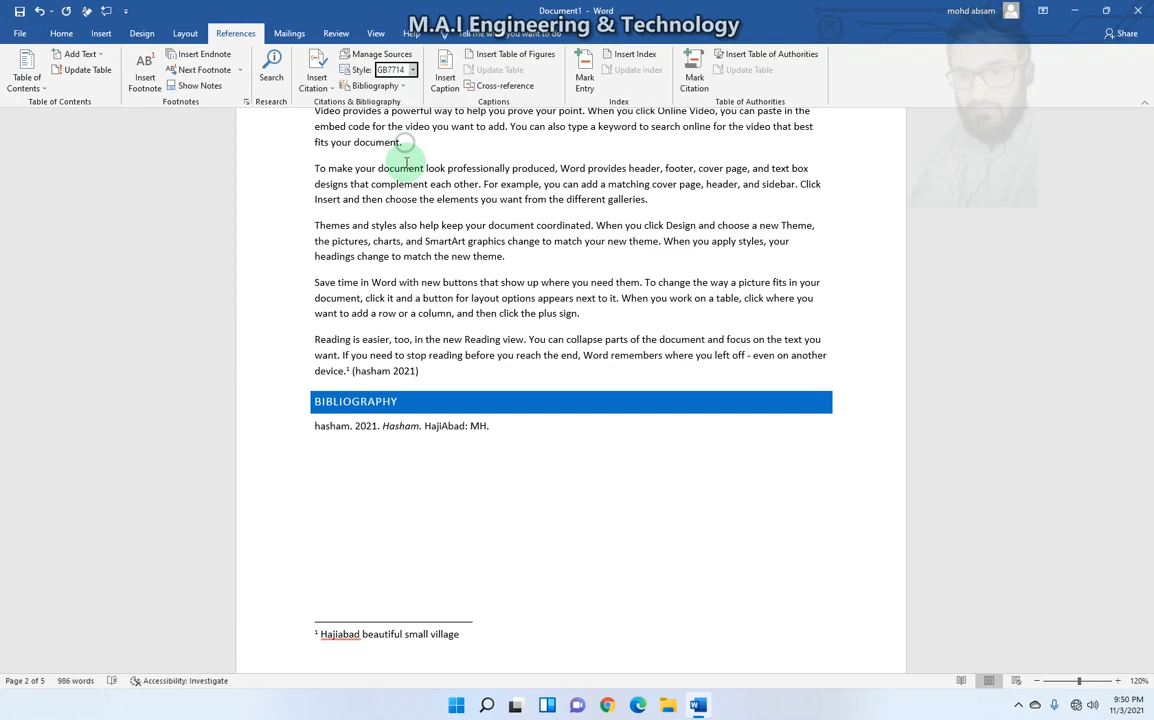 Document1 - Word
mohd absam
M.A.I Engineering & Technology
File Home Insert Design Layout References Mailings Review View Help Tell me what you want to do Share
Table of Contents
Add Text
Update Table
Table of Contents
AB1
Insert Footnote
Insert Endnote
Next Footnote
Show Notes
Footnotes
Search
Research
Insert Citation
Manage Sources
Style: GB7714
Bibliography
Citations & Bibliography
Insert Caption
Insert Table of Figures
Update Table
Cross-reference
Captions
Mark Entry
Insert Index
Update Index
Index
Mark Citation
Insert Table of Authorities
Update Table
Table of Authorities
Video provides a powerful way to help you prove your point. When you click Online Video, you can paste in the
embed code for the video you want to add. You can also type a keyword to search online for the video that best
fits your document.
To make your document look professionally produced, Word provides header, footer, cover page, and text box
designs that complement each other. For example, you can add a matching cover page, header, and sidebar. Click
Insert and then choose the elements you want from the different galleries.
Themes and styles also help keep your document coordinated. When you click Design and choose a new Theme,
the pictures, charts, and SmartArt graphics change to match your new theme. When you apply styles, your
headings change to match the new theme.
Save time in Word with new buttons that show up where you need them. To change the way a picture fits in your
document, click it and a button for layout options appears next to it. When you work on a table, click where you
want to add a row or a column, and then click the plus sign.
Reading is easier, too, in the new Reading view. You can collapse parts of the document and focus on the text you
want. If you need to stop reading before you reach the end, Word remembers where you left off - even on another
device.1 (hasham 2021)
BIBLIOGRAPHY
hasham. 2021. Hasham. HajiAbad: MH.
1 Hajiabad beautiful small village
Page 2 of 5 986 words Accessibility: Investigate 120%
9:50 PM
11/3/2021